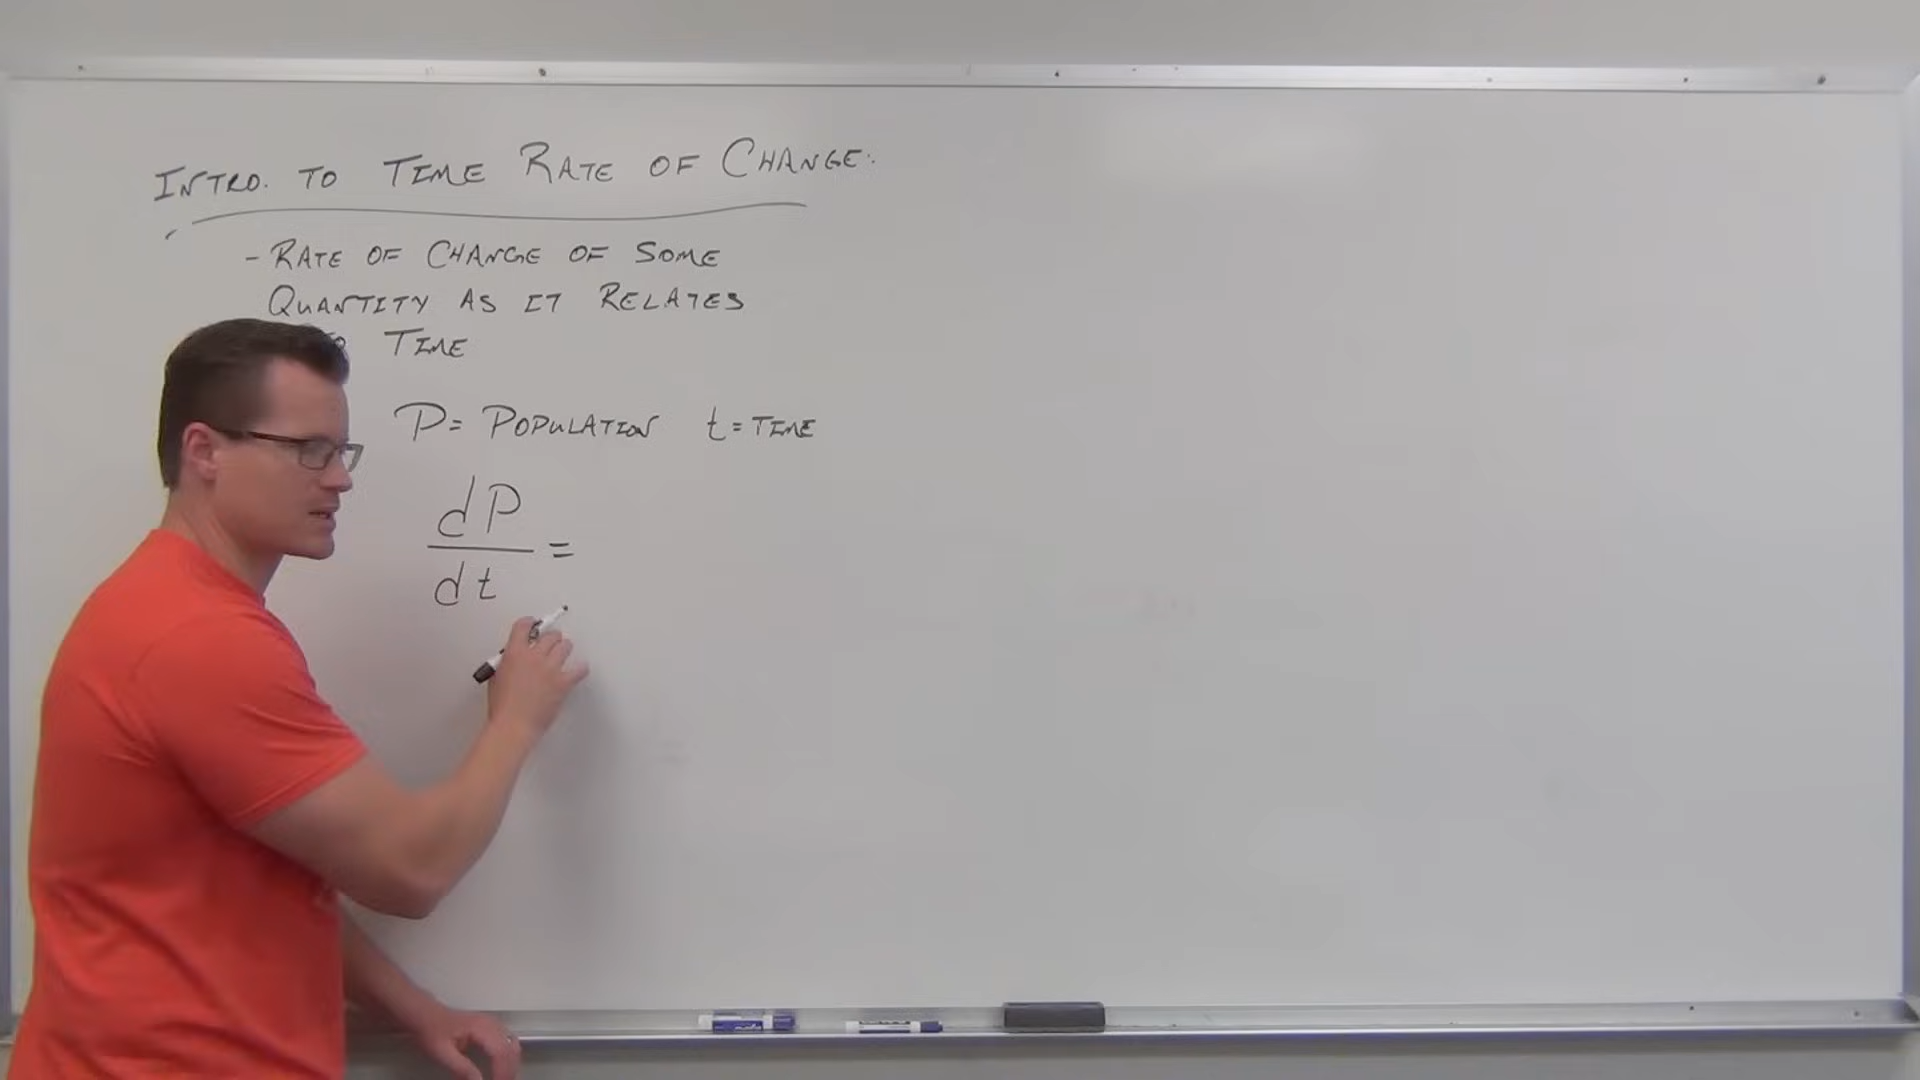 INTRO. TO TIME RATE OF CHANGE:
- RATE OF CHANGE OF SOME
QUANTITY AS IT RELATES
TIME
P = POPULATION t = TIME
dP
dt =